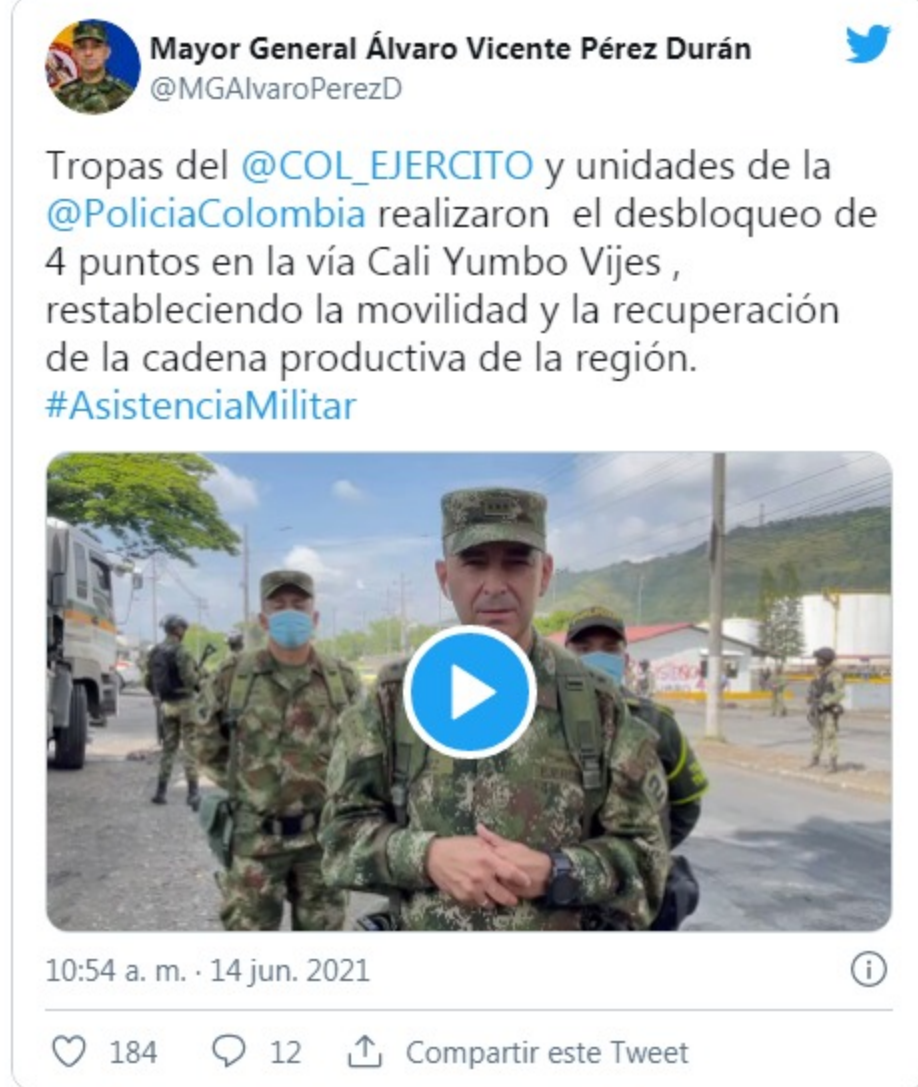 Mayor General Álvaro Vicente Pérez Durán
@MGAlvaroPerezD
Tropas del @COL_EJERCITO y unidades de la
@PoliciaColombia realizaron el desbloqueo de
4 puntos en la vía Cali Yumbo Vijes ,
restableciendo la movilidad y la recuperación
de la cadena productiva de la región.
#AsistenciaMilitar
10:54 a. m. · 14 jun. 2021
184 12 Compartir este Tweet